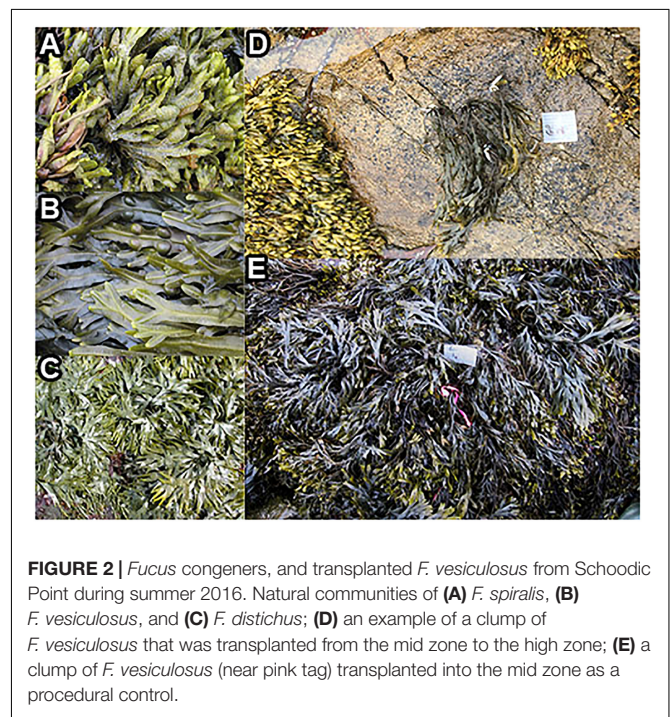 A
D
B
E
C
FIGURE 2 | Fucus congeners, and transplanted F. vesiculosus from Schoodic
Point during summer 2016. Natural communities of (A) F. spiralis, (B)
F. vesiculosus, and (C) F. distichus; (D) an example of a clump of
F. vesiculosus that was transplanted from the mid zone to the high zone; (E) a
clump of F. vesiculosus (near pink tag) transplanted into the mid zone as a
procedural control.